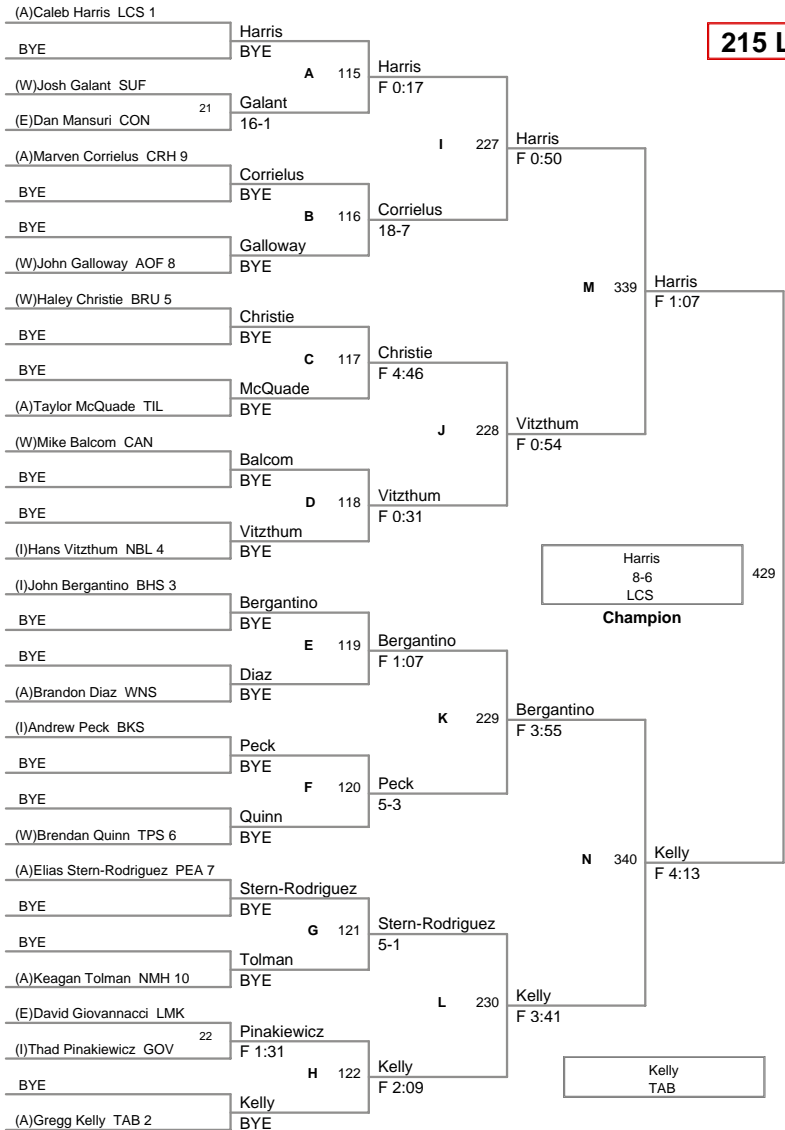 (A)Caleb Harris LCS 1
BYE
(W)Josh Galant SUF
21
(E)Dan Mansuri CON
(A)Marven Corrielus CRH 9
BYE
BYE
(W)John Galloway AOF 8
(W)Haley Christie BRU 5
BYE
BYE
(A)Taylor McQuade TIL
(W)Mike Balcom CAN
BYE
BYE
(I)Hans Vitzthum NBL 4
(I)John Bergantino BHS 3
BYE
BYE
(A)Brandon Diaz WNS
(I)Andrew Peck BKS
BYE
BYE
(W)Brendan Quinn TPS 6
(A)Elias Stern-Rodriguez PEA 7
BYE
BYE
(A)Keagan Tolman NMH 10
(E)David Giovannacci LMK
22
(I)Thad Pinakiewicz GOV
BYE
(A)Gregg Kelly TAB 2
Harris
BYE
A 115
Galant
16-1
Corrielus
BYE
B 116
Galloway
BYE
Christie
BYE
C 117
McQuade
BYE
Balcom
BYE
D 118
Vitzthum
BYE
Bergantino
BYE
E 119
Diaz
BYE
Peck
BYE
F 120
Quinn
BYE
Stern-Rodriguez
BYE
G 121
Tolman
BYE
Pinakiewicz
F 1:31
H 122
Kelly
BYE
Harris
F 0:17
I 227
Corrielus
18-7
Christie
F 4:46
J 228
Vitzthum
F 0:31
Bergantino
F 1:07
K 229
Peck
5-3
Stern-Rodriguez
5-1
L 230
Kelly
F 2:09
Harris
F 0:50
M 339
Vitzthum
F 0:54
Bergantino
F 3:55
N 340
Kelly
F 3:41
215 L
Harris
F 1:07
Kelly
F 4:13
Harris
8-6
LCS
429
Champion
Kelly
TAB